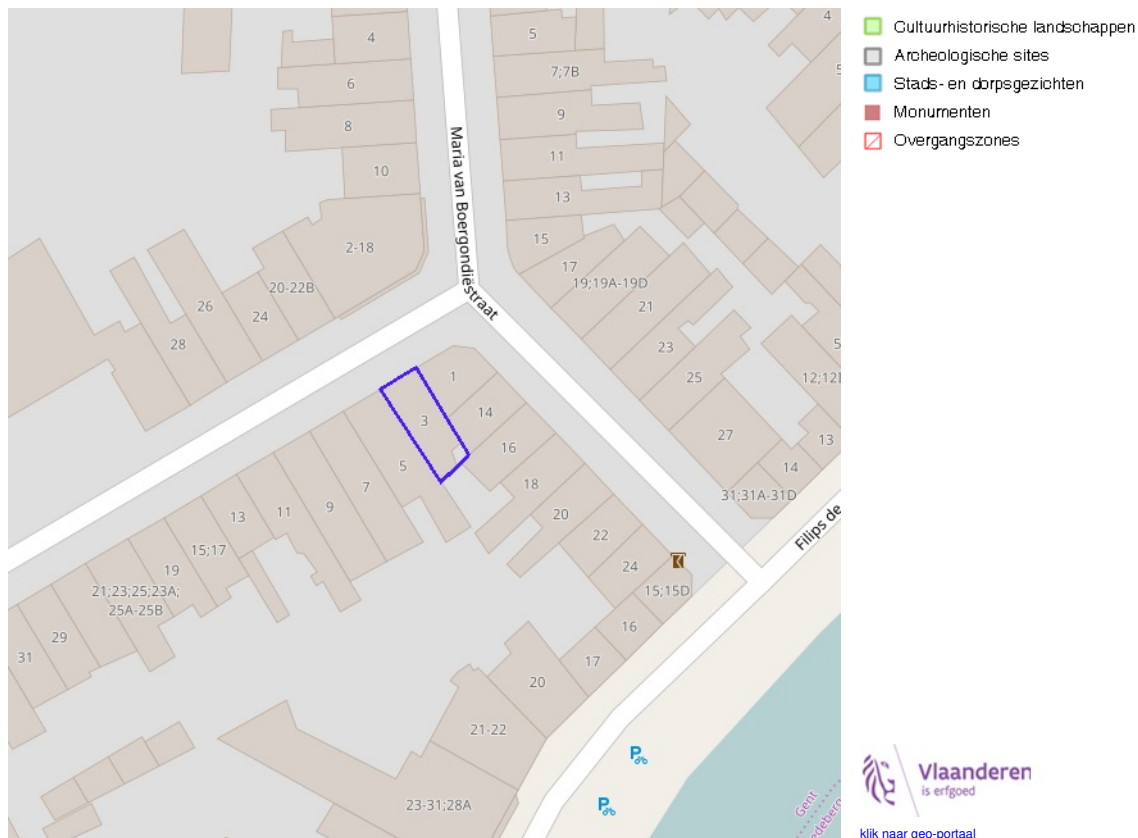 4
6
8
10
2-18
20-22B
24
26
28
5
7;7B
9
11
13
15
17
19;19A-19D
21
23
25
27
4
13
14
31;31A-31D
Maria van Boergondiëstraat
1
3
5
14
16
18
20
22
24
15;15D
16
17
20
21-22
23-31;28A
7
9
11
13
15;17
19
21;23;25;23A;
25A-25B
29
31
Filips de
P
P
Gent
Cultuurhistorische landschappen
Archeologische sites
Stads- en dorpsgezichten
Monumenten
Overgangszones
Vlaanderen
is erfgoed
klik naar geo-portaal